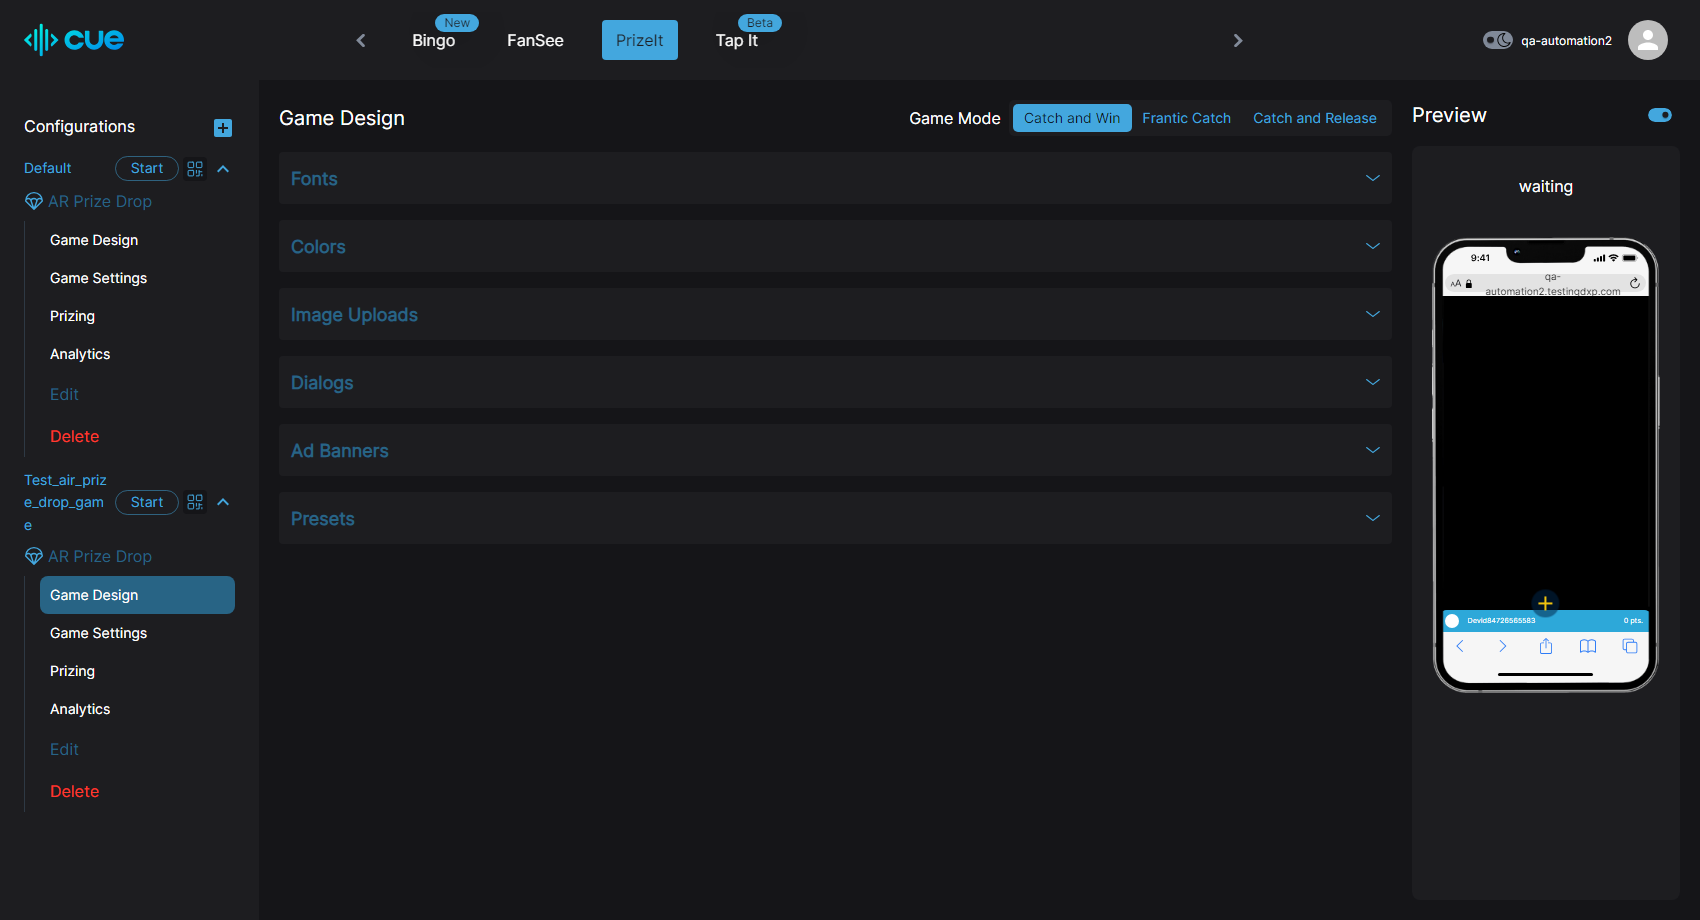 cue
Bingo
New
FanSee
PrizeIt
Tap It
Beta
qa-automation2
Configurations
Default
Start
AR Prize Drop
Game Design
Game Settings
Prizing
Analytics
Edit
Delete
Test_air_priz
e_drop_gam
e
Start
AR Prize Drop
Game Design
Game Settings
Prizing
Analytics
Edit
Delete
Game Design
Game Mode
Catch and Win
Frantic Catch
Catch and Release
Fonts
Colors
Image Uploads
Dialogs
Ad Banners
Presets
Preview
waiting
9:41
AA
qa-
automation2.testingdxp.com
Devid84726565583
0 pts.